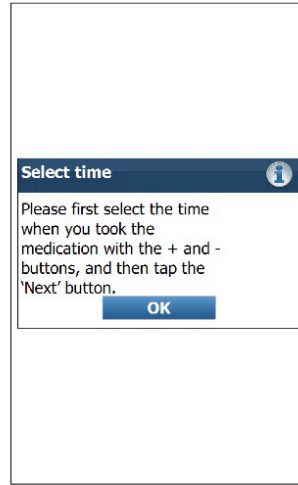 Select time
Please first select the time
when you took the
medication with the + and -
buttons, and then tap the
‘Next’ button.
OK